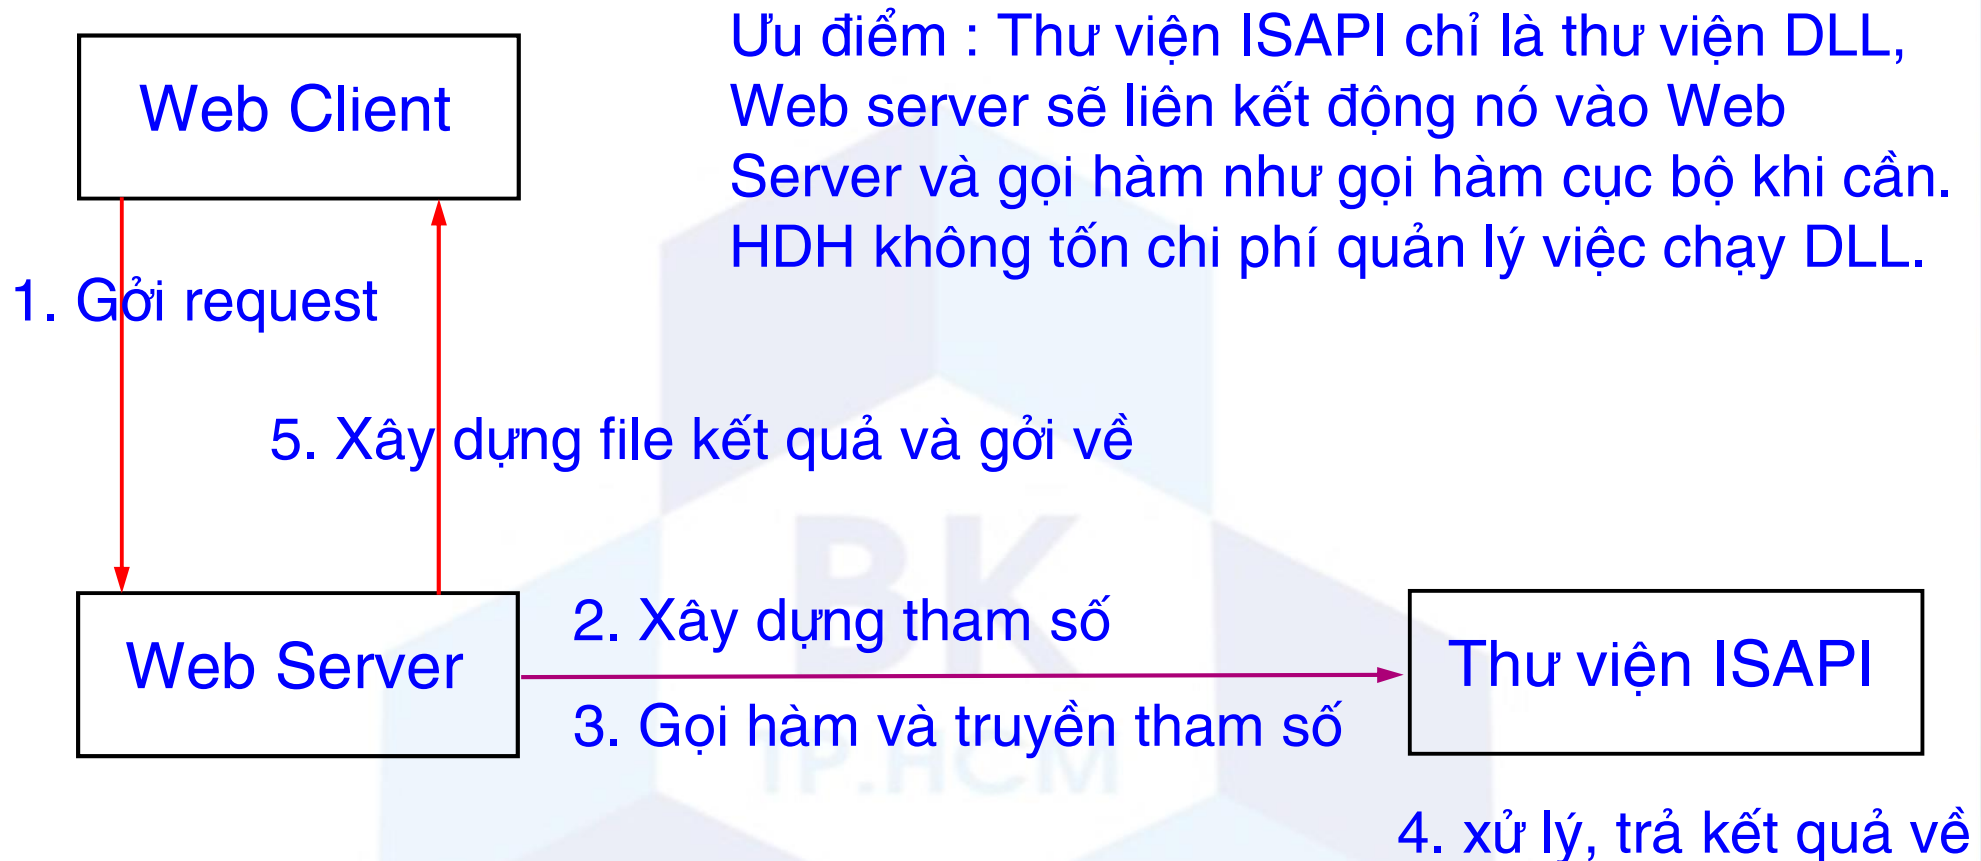 Web Client
Ưu điểm : Thư viện ISAPI chỉ là thư viện DLL,
Web server sẽ liên kết động nó vào Web
Server và gọi hàm như gọi hàm cục bộ khi cần.
HDH không tốn chi phí quản lý việc chạy DLL.
1. Gởi request
5. Xây dựng file kết quả và gởi về
BK
Web Server
2. Xây dựng tham số
3. Gọi hàm và truyền tham số
Thư viện ISAPI
TP.HCM
4. xử lý, trả kết quả về